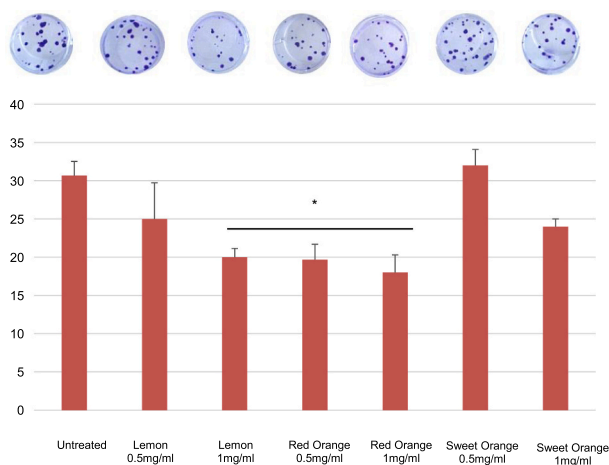 40
35
30
25
20
15
10
5
0
*
Untreated
Lemon
0.5mg/ml
Lemon
1mg/ml
Red Orange
0.5mg/ml
Red Orange
1mg/ml
Sweet Orange
0.5mg/ml
Sweet Orange
1mg/ml